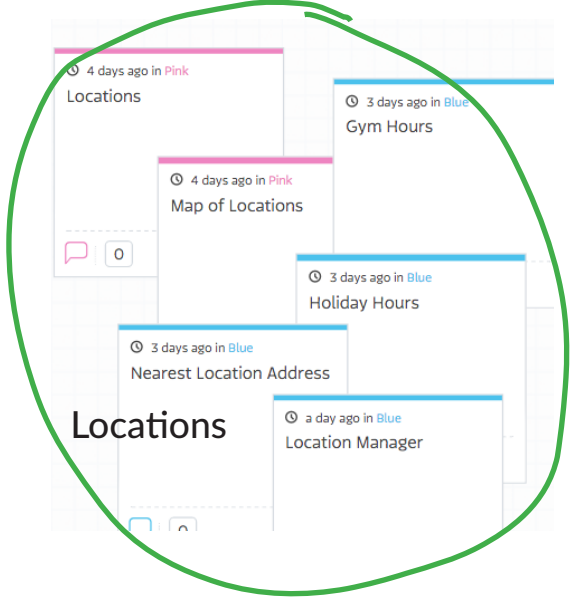 4 days ago in Pink
Locations
3 days ago in Blue
Gym Hours
4 days ago in Pink
Map of Locations
0
3 days ago in Blue
Holiday Hours
3 days ago in Blue
Nearest Location Address
Locations
a day ago in Blue
Location Manager
0